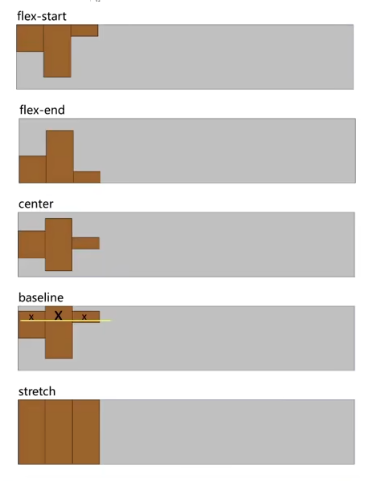 flex-start
flex-end
center
baseline
x X x
stretch